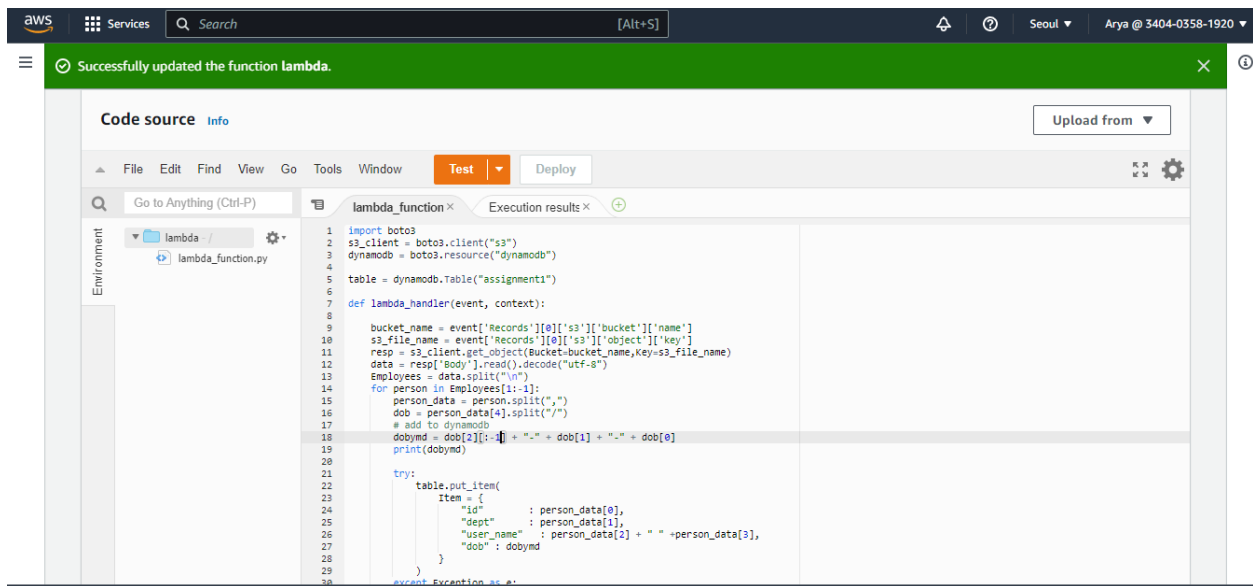 aws Services Search [Alt+S] Seoul ▼ Arya @ 3404-0358-1920 ▼
Successfully updated the function lambda.
Code source Info Upload from ▼
File Edit Find View Go Tools Window Test Deploy
Go to Anything (Ctrl-P) lambda_function × Execution results ×
Environment
lambda - /
lambda_function.py
1 import boto3
2 s3_client = boto3.client("s3")
3 dynamodb = boto3.resource("dynamodb")
4
5 table = dynamodb.Table("assignment1")
6
7 def lambda_handler(event, context):
8
9 bucket_name = event['Records'][0]['s3']['bucket']['name']
10 s3_file_name = event['Records'][0]['s3']['object']['key']
11 resp = s3_client.get_object(Bucket=bucket_name,Key=s3_file_name)
12 data = resp['Body'].read().decode("utf-8")
13 Employees = data.split("\n")
14 for person in Employees[1:-1]:
15 person_data = person.split(",")
16 dob = person_data[4].split("/")
17 # add to dynamodb
18 dobymd = dob[2][:-1] + "-" + dob[1] + "-" + dob[0]
19 print(dobymd)
20
21 try:
22 table.put_item(
23 Item = {
24 "id" : person_data[0],
25 "dept" : person_data[1],
26 "user_name" : person_data[2] + " " +person_data[3],
27 "dob" : dobymd
28 }
29 )
30 except Exception as e: